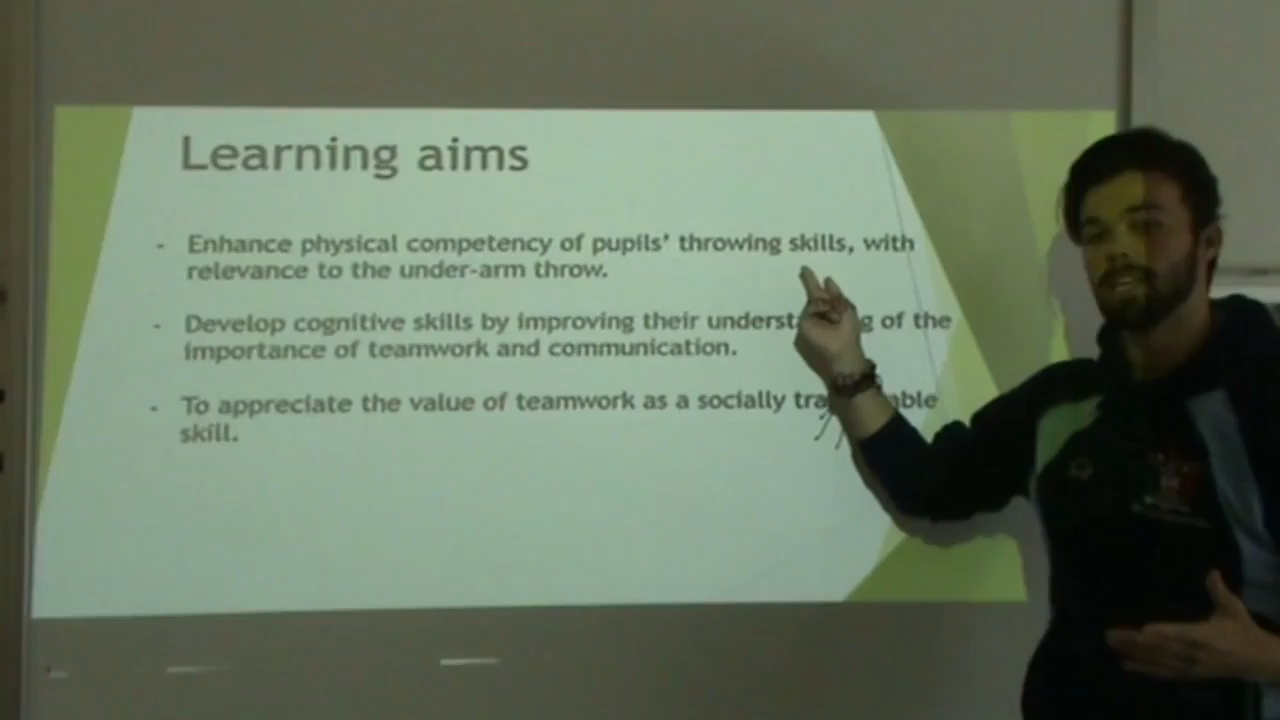 Learning aims
- Enhance physical competency of pupils' throwing skills, with
relevance to the under-arm throw.
- Develop cognitive skills by improving their of the
importance of teamwork and communication.
- To appreciate the value of teamwork as a socially
skill.